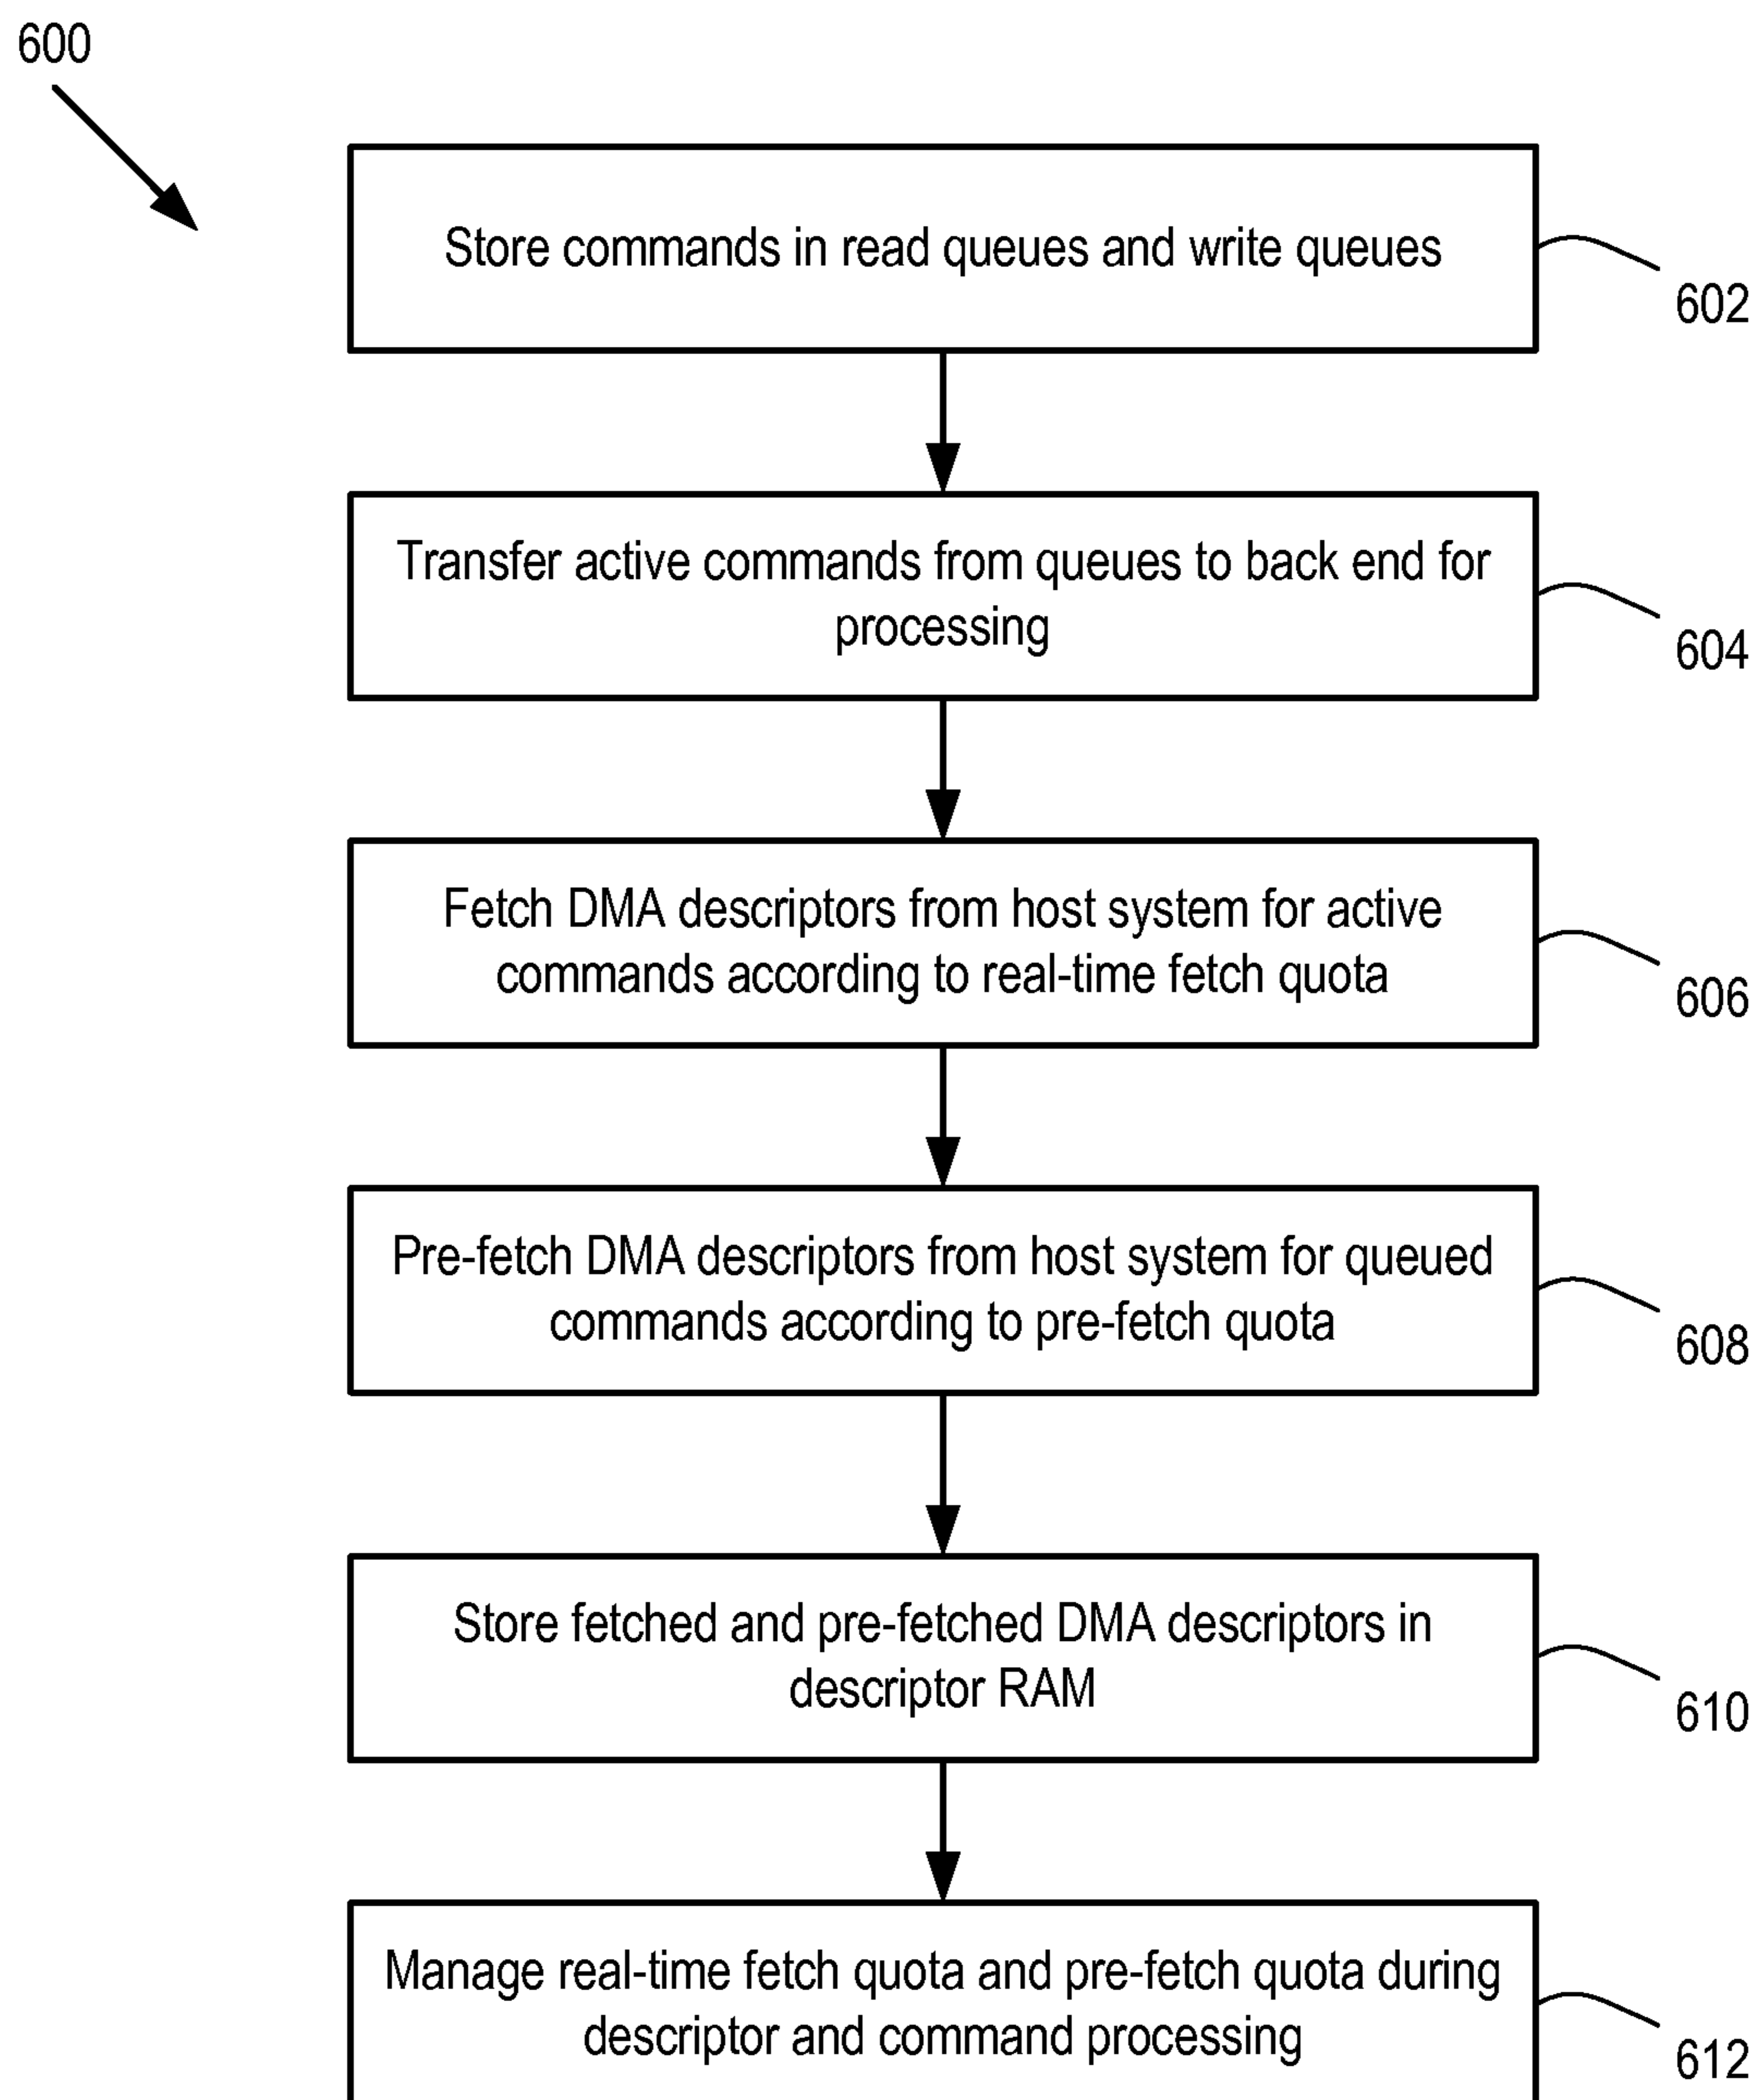 600
Store commands in read queues and write queues
602
Transfer active commands from queues to back end for
processing
604
Fetch DMA descriptors from host system for active
commands according to real-time fetch quota
606
Pre-fetch DMA descriptors from host system for queued
commands according to pre-fetch quota
608
Store fetched and pre-fetched DMA descriptors in
descriptor RAM
610
Manage real-time fetch quota and pre-fetch quota during
descriptor and command processing
612